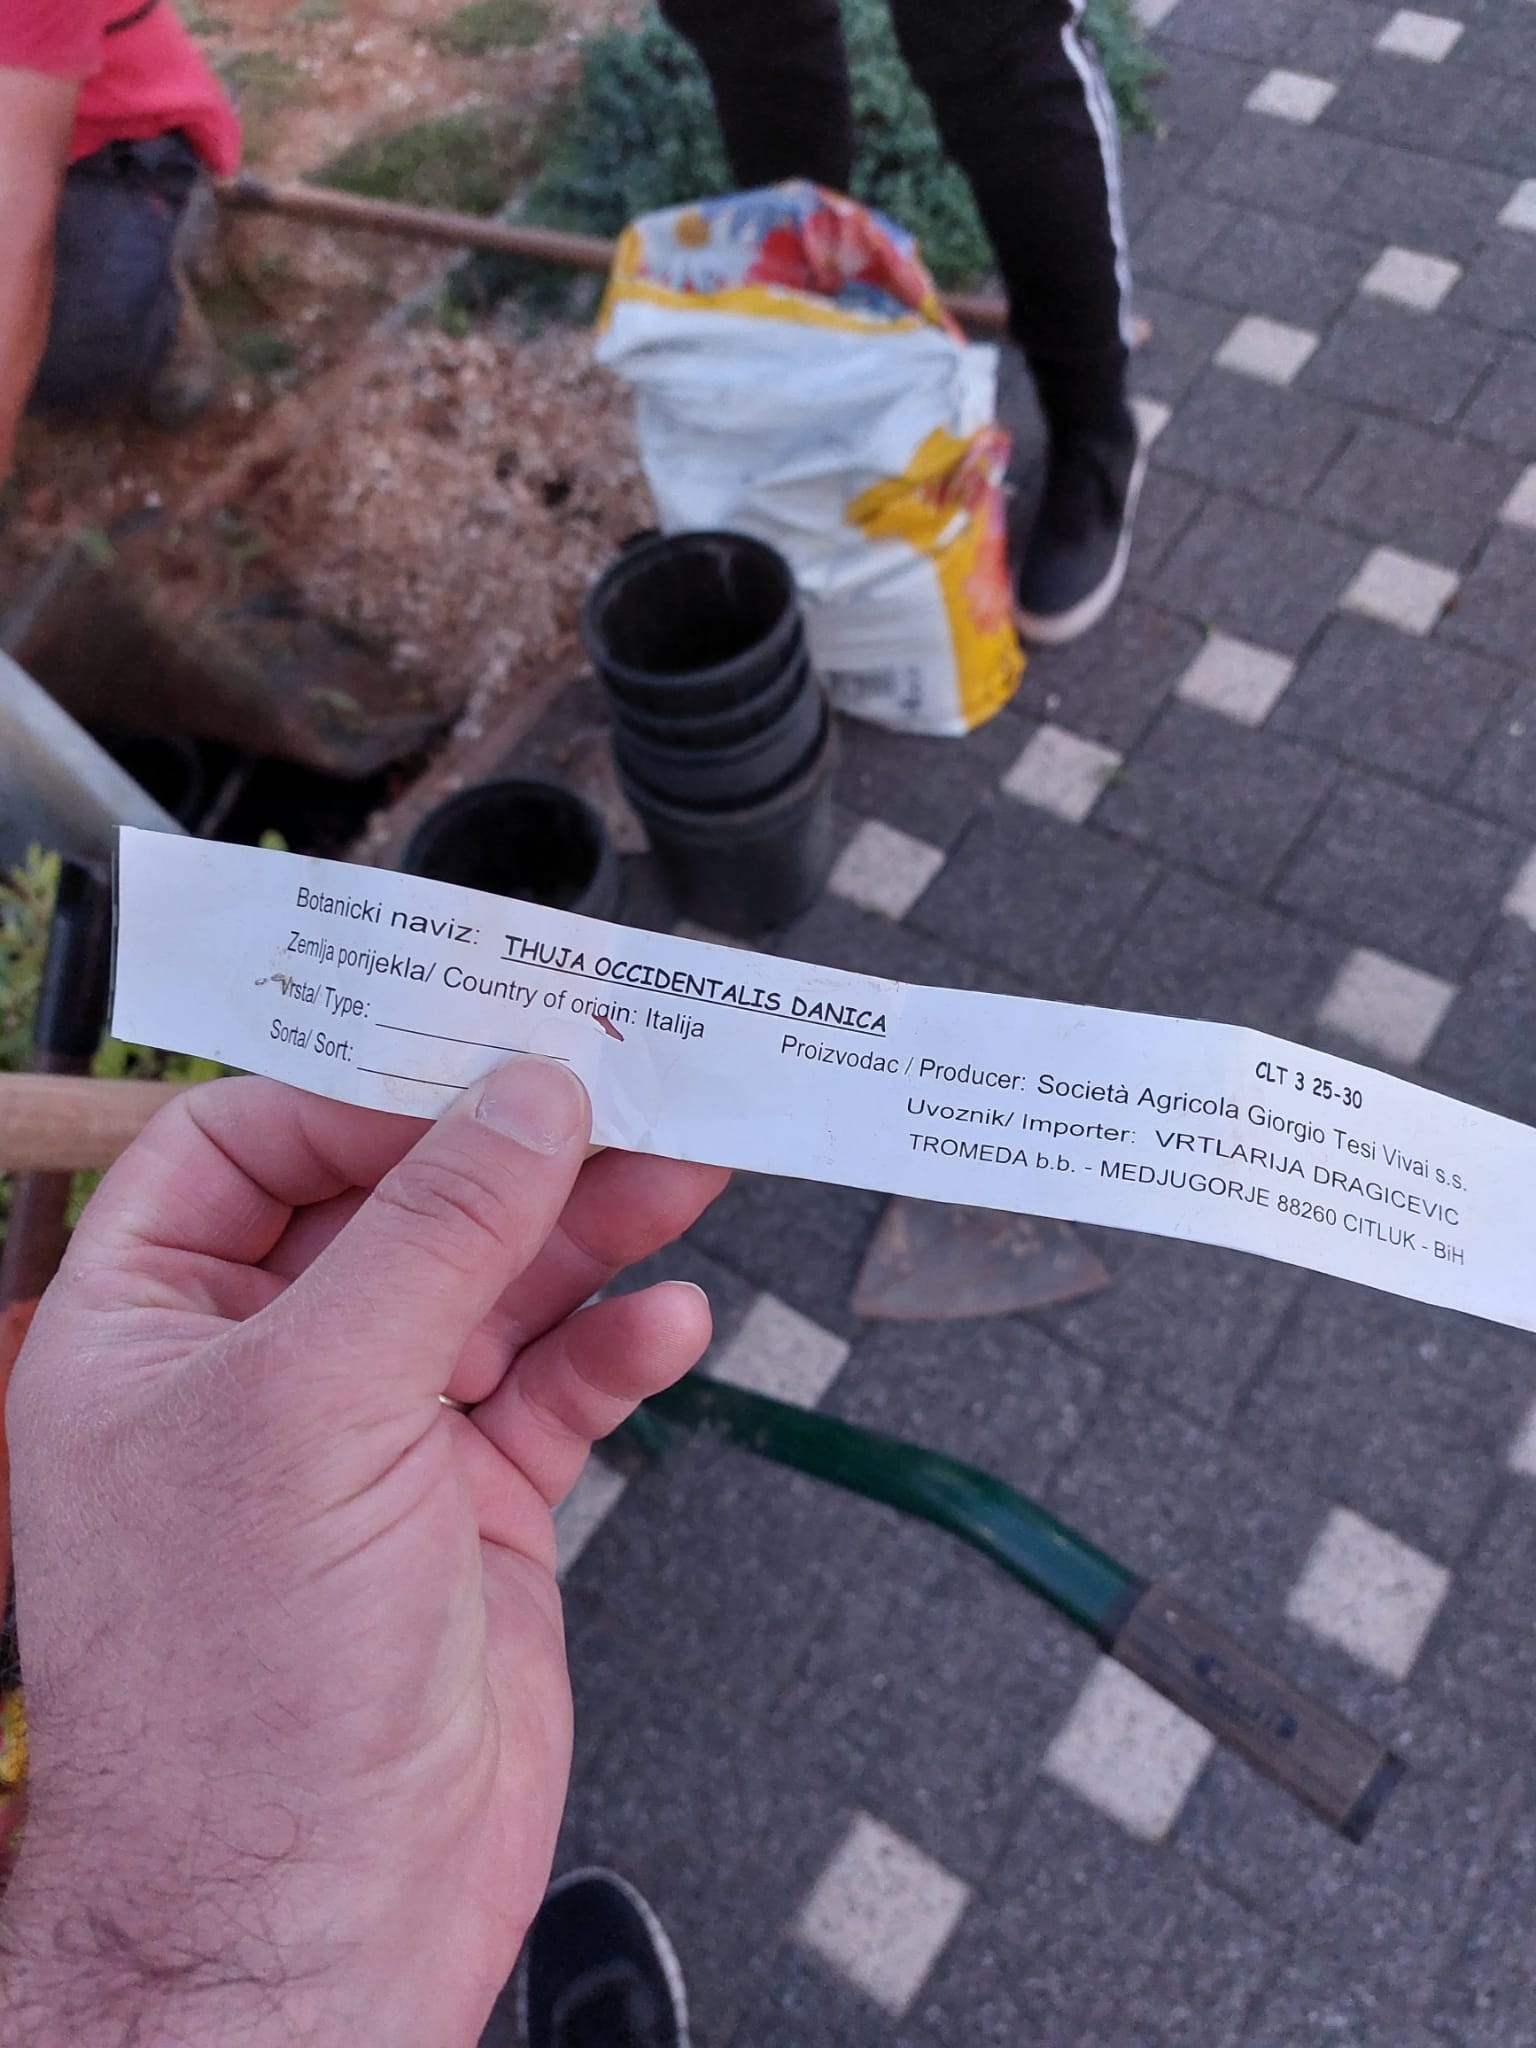 Botanicki naviz: THUJA OCCIDENTALIS DANICA
Zemlja porijekla/ Country of origin: Italija
Vrsta/ Type:
Sorta/ Sort:
CLT 3 25-30
Proizvodac / Producer: Società Agricola Giorgio Tesi Vivai s.s.
Uvoznik/ Importer: VRTLARIJA DRAGICEVIC
TROMEDA b.b. - MEDJUGORJE 88260 CITLUK - BiH